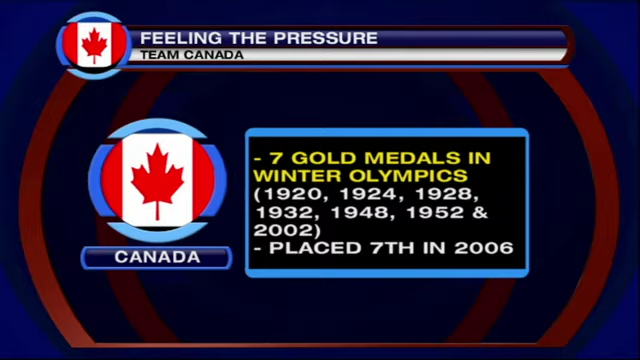 FEELING THE PRESSURE
TEAM CANADA
- 7 GOLD MEDALS IN
WINTER OLYMPICS
(1920, 1924, 1928,
1932, 1948, 1952 &
2002)
- PLACED 7TH IN 2006
CANADA